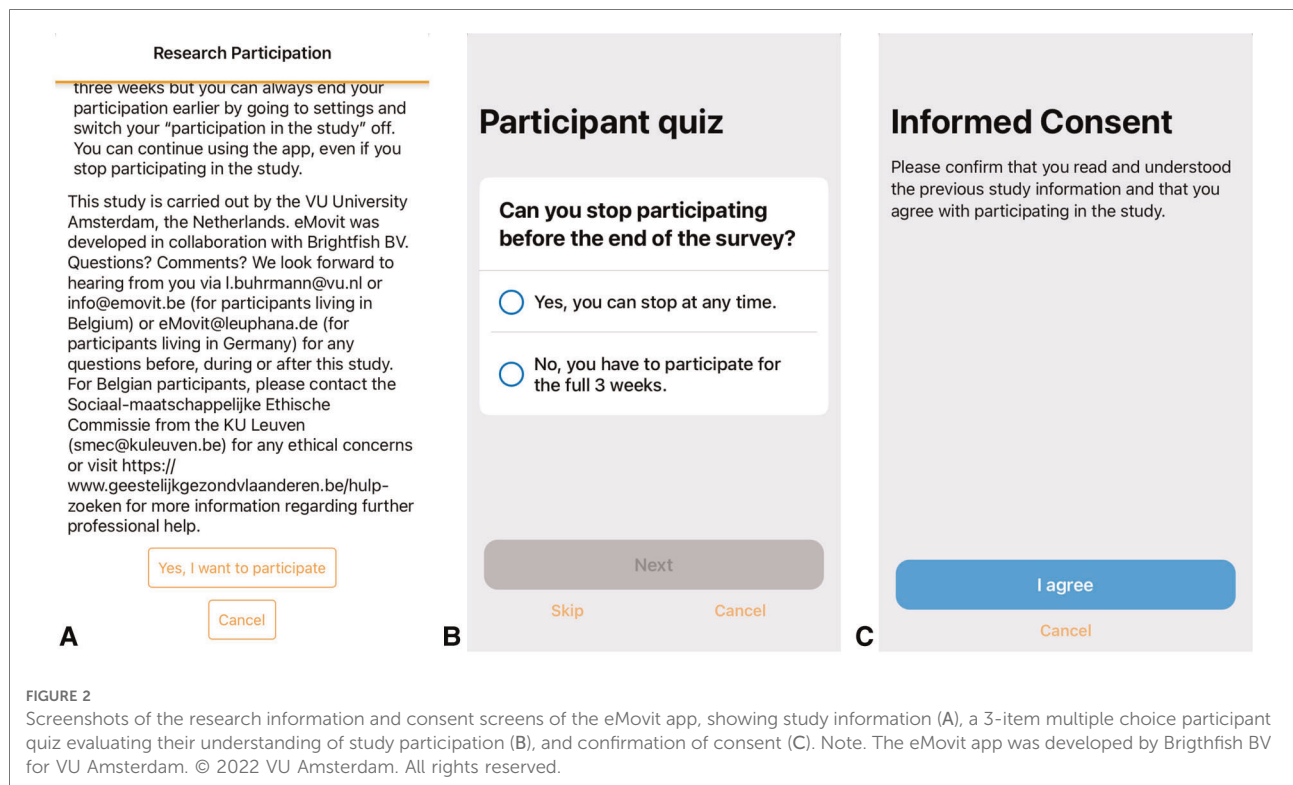 Research Participation
three weeks but you can always end your
participation earlier by going to settings and
switch your “participation in the study” off.
You can continue using the app, even if you
stop participating in the study.
This study is carried out by the VU University
Amsterdam, the Netherlands. eMovit was
developed in collaboration with Brightfish BV.
Questions? Comments? We look forward to
hearing from you via l.buhrmann@vu.nl or
info@emovit.be (for participants living in
Belgium) or eMovit@leuphana.de (for
participants living in Germany) for any
questions before, during or after this study.
For Belgian participants, please contact the
Sociaal-maatschappelijke Ethische
Commissie from the KU Leuven
(smec@kuleuven.be) for any ethical concerns
or visit https://
www.geestelijkgezondvlaanderen.be/hulp-
zoeken for more information regarding further
professional help.
Yes, I want to participate
Cancel
A
Participant quiz
Can you stop participating
before the end of the survey?
Yes, you can stop at any time.
No, you have to participate for
the full 3 weeks.
Next
Skip Cancel
B
Informed Consent
Please confirm that you read and understood
the previous study information and that you
agree with participating in the study.
I agree
Cancel
C
FIGURE 2
Screenshots of the research information and consent screens of the eMovit app, showing study information (A), a 3-item multiple choice participant
quiz evaluating their understanding of study participation (B), and confirmation of consent (C). Note. The eMovit app was developed by Brigthfish BV
for VU Amsterdam. © 2022 VU Amsterdam. All rights reserved.